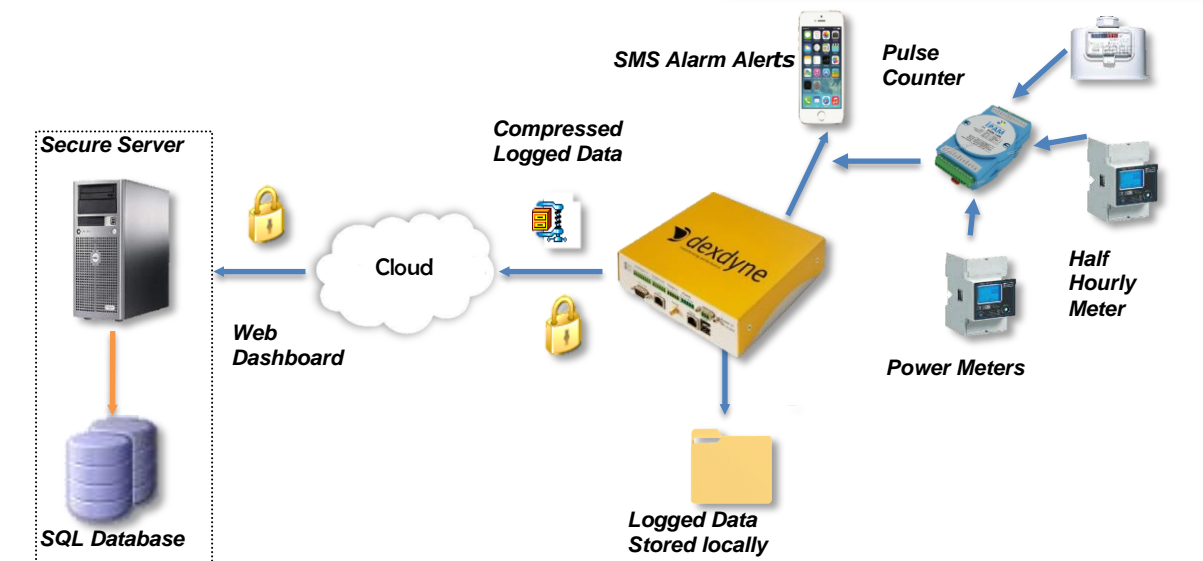 SMS Alarm Alerts
Pulse
Counter
Secure Server
Compressed
Logged Data
dexdyne
Cloud
Half
Hourly
Meter
Web
Dashboard
Power Meters
Logged Data
Stored locally
SQL Database